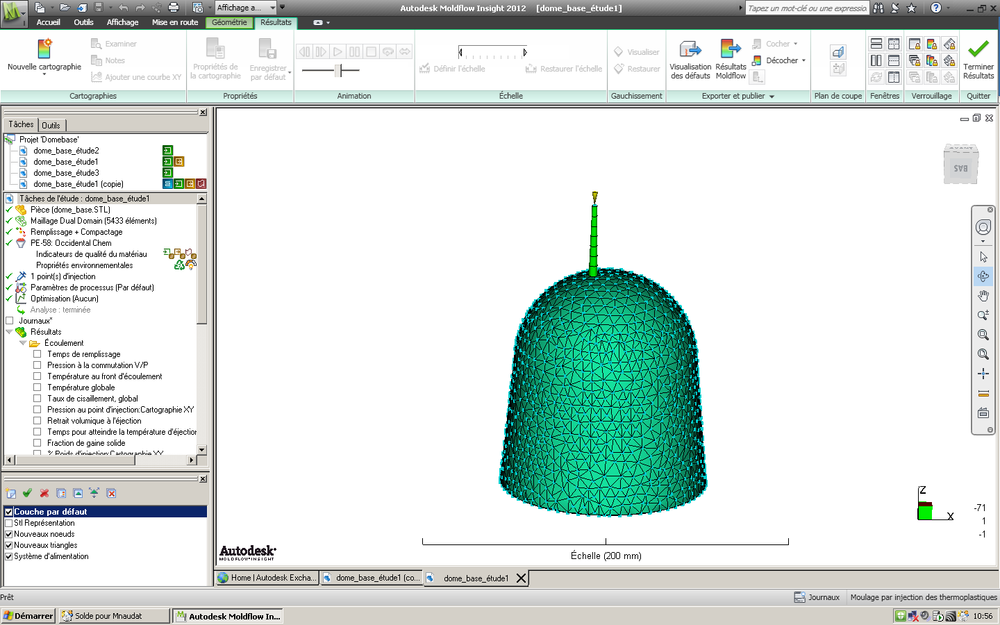 Affichage a...
Autodesk Moldflow Insight 2012 [dome_base_étude1]
Tapez un mot-clé ou une expressio.
Accueil Outils Affichage Mise en route Géométrie Résultats
Nouvelle cartographie
Examiner
Notes
Ajouter une courbe XY
Cartographies
Propriétés de
la cartographie
Enregistrer
par défaut
Propriétés
Animation
Définir l'échelle
Restaurer l'échelle
Échelle
Visualiser
Restaurer
Gauchissement
Visualisation
des défauts
Résultats
Moldflow
Cocher
Décocher
Exporter et publier
Plan de coupe
Fenêtres
Verrouillage
Terminer
Résultats
Quitter
Tâches Outils
Projet 'Domebase'
dome_base_étude2
dome_base_étude1
dome_base_étude3
dome_base_étude1 (copie)
Tâches de l'étude : dome_base_étude1
Pièce (dome_base.STL)
Maillage Dual Domain (5433 éléments)
Remplissage + Compactage
PE-58: Occidental Chem
Indicateurs de qualité du matériau
Propriétés environnementales
1 point(s) d'injection
Paramètres de processus (Par défaut)
Optimisation (Aucun)
Analyse : terminée
Journaux*
Résultats
Écoulement
Temps de remplissage
Pression à la commutation V/P
Température au front d'écoulement
Température globale
Taux de cisaillement, global
Pression au point d'injection:Cartographie XY
Retrait volumique à l'éjection
Temps pour atteindre la température d'éjection
Fraction de gaine solide
% Poids d'injection:Cartographie XY
Couche par défaut
Stl Représentation
Nouveaux noeuds
Nouveaux triangles
Système d'alimentation
AVANT
BAS
Z
X
-71
1
-1
Autodesk
MOLDFLOW INSIGHT
Échelle (200 mm)
Home | Autodesk Excha... dome_base_étude1 (co... dome_base_étude1
Prêt
Journaux
Moulage par injection des thermoplastiques
Démarrer
Solde pour Mnaudat
Autodesk Moldflow In...
10:56